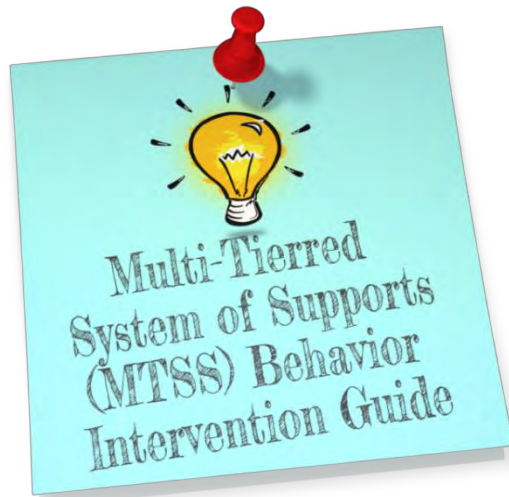 Multi-Tierred
System of Supports
(MTSS) Behavior
Intervention Guide